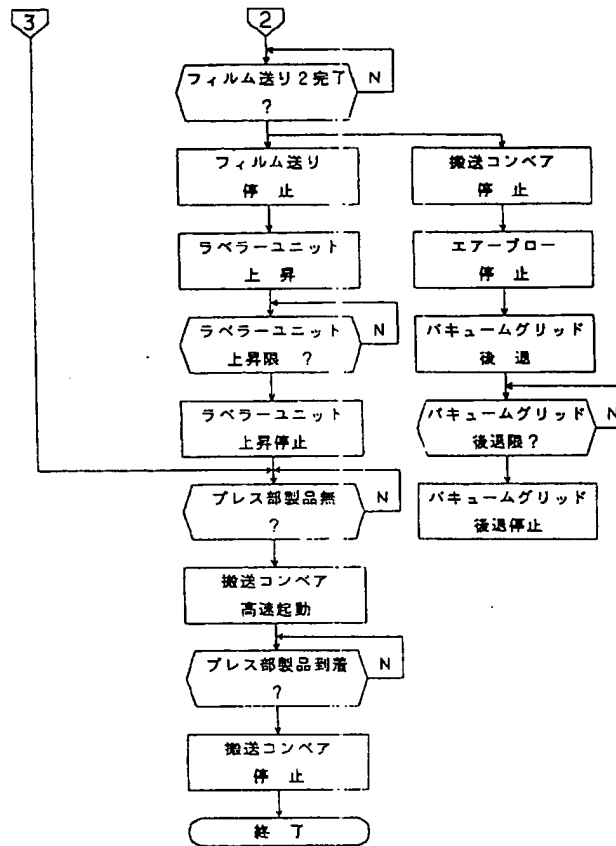 3
2
フィルム送り2完了
?
N
フィルム送り
停 止
搬送コンベア
停 止
ラベラーユニット
上 昇
エアーブロー
停 止
ラベラーユニット
上昇限 ?
N
バキュームグリッド
後 退
ラベラーユニット
上昇停止
バキュームグリッド
後退限?
N
プレス部製品無
?
N
バキュームグリッド
後退停止
搬送コンベア
高速起動
プレス部製品到着
?
N
搬送コンベア
停 止
終 了